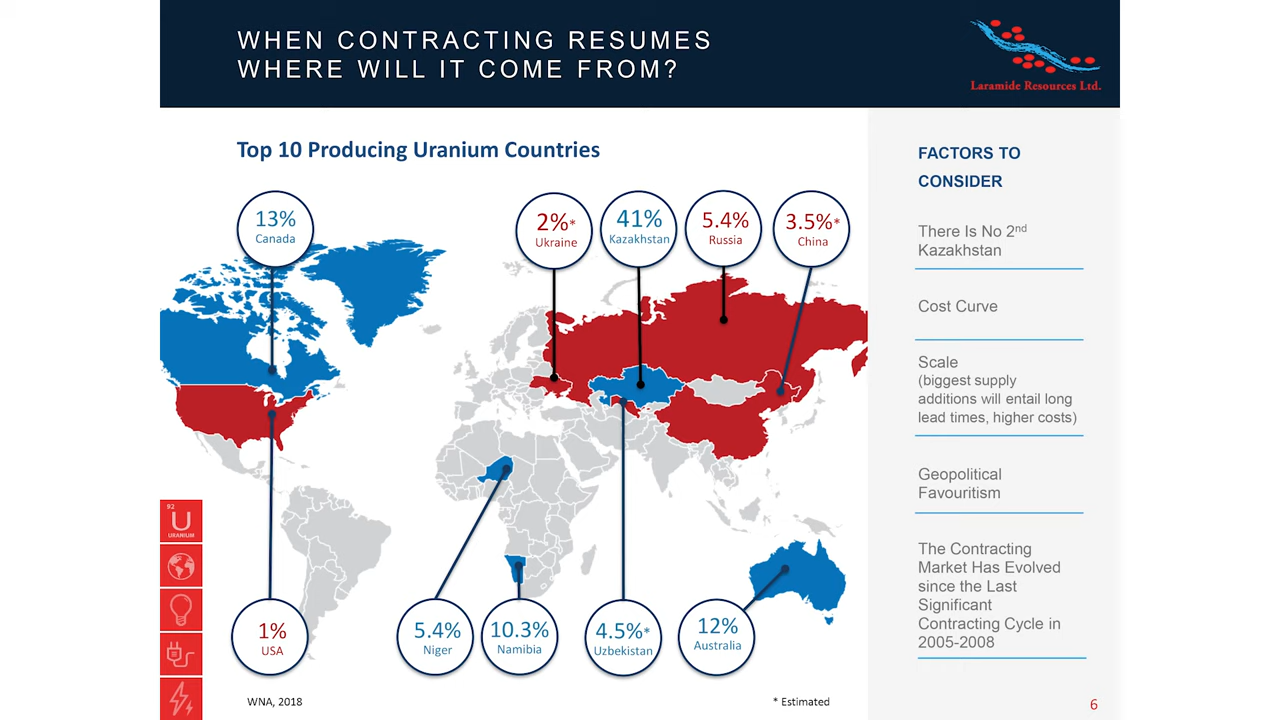 WHEN CONTRACTING RESUMES
WHERE WILL IT COME FROM?
Laramide Resources Ltd.
Top 10 Producing Uranium Countries
13%
Canada
2%*
Ukraine
41%
Kazakhstan
5.4%
Russia
3.5%*
China
1%
USA
5.4%
Niger
10.3%
Namibia
4.5%*
Uzbekistan
12%
Australia
92
U
URANIUM
WNA, 2018
* Estimated
FACTORS TO
CONSIDER
There Is No 2nd
Kazakhstan
Cost Curve
Scale
(biggest supply
additions will entail long
lead times, higher costs)
Geopolitical
Favouritism
The Contracting
Market Has Evolved
since the Last
Significant
Contracting Cycle in
2005-2008
6